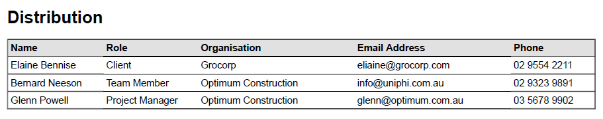 Distribution
Name Role Organisation Email Address Phone
Elaine Bennise Client Grocorp eliaine@grocorp.com 02 9554 2211
Bernard Neeson Team Member Optimum Construction info@uniphi.com.au 02 9323 9891
Glenn Powell Project Manager Optimum Construction glenn@optimum.com.au 03 5678 9902